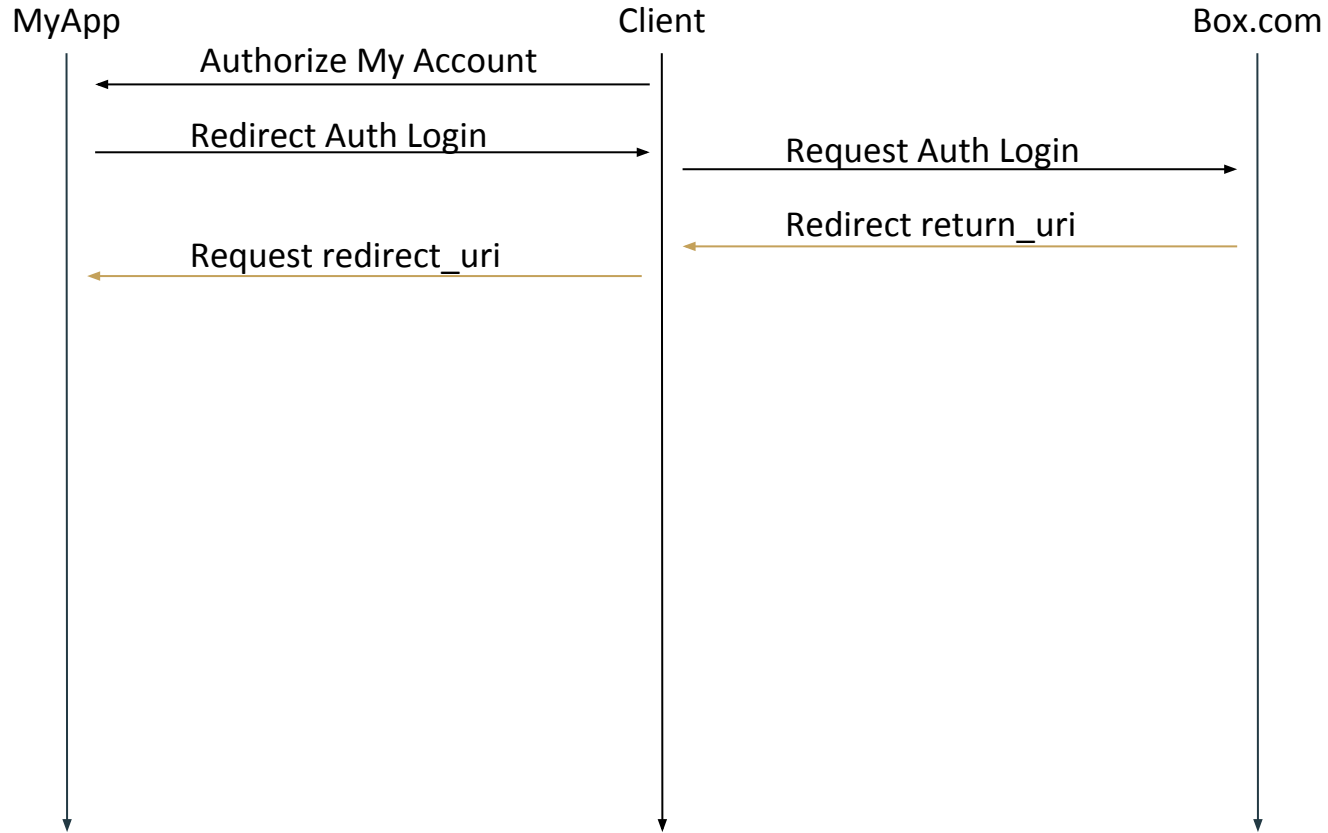 MyApp
Client
Box.com
Authorize My Account
Redirect Auth Login
Request Auth Login
Redirect return_uri
Request redirect_uri